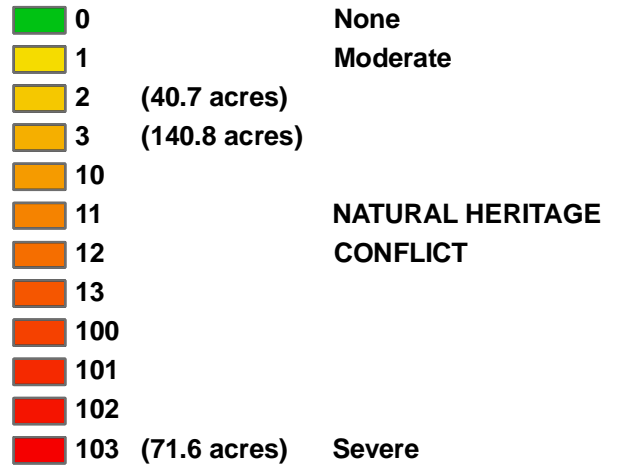 0 None
1 Moderate
2 (40.7 acres)
3 (140.8 acres)
10
11 NATURAL HERITAGE
12 CONFLICT
13
100
101
102
103 (71.6 acres) Severe